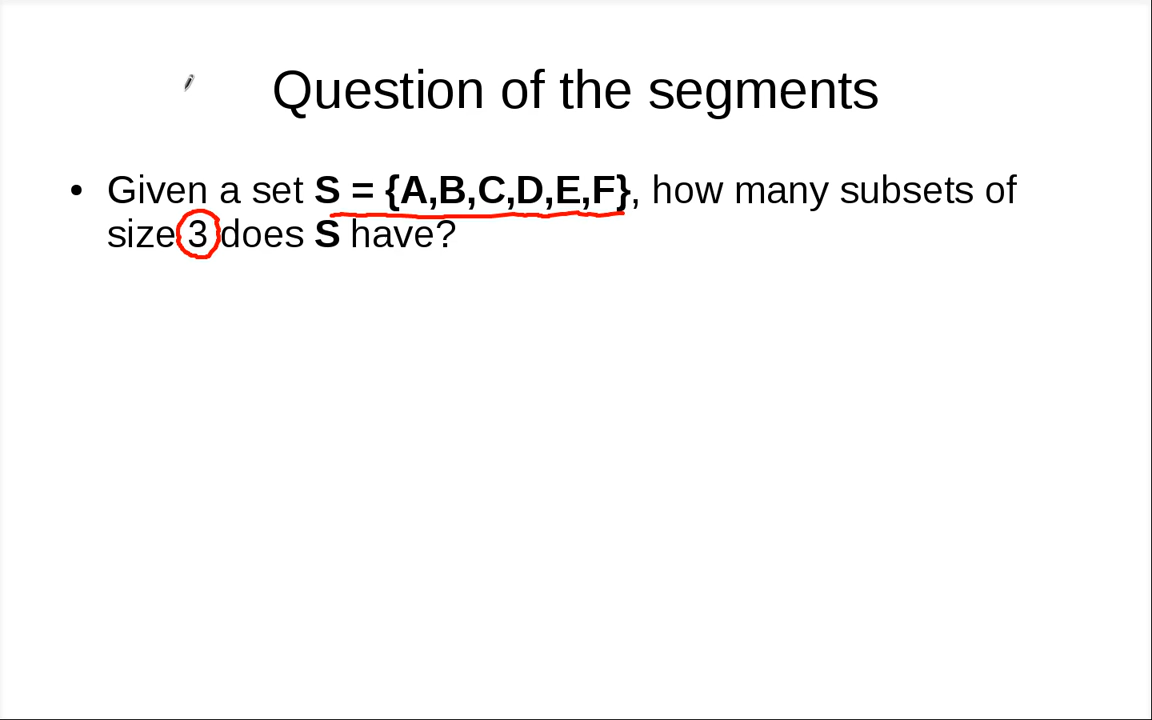 Question of the segments
• Given a set S = {A,B,C,D,E,F}, how many subsets of
size 3 does S have?